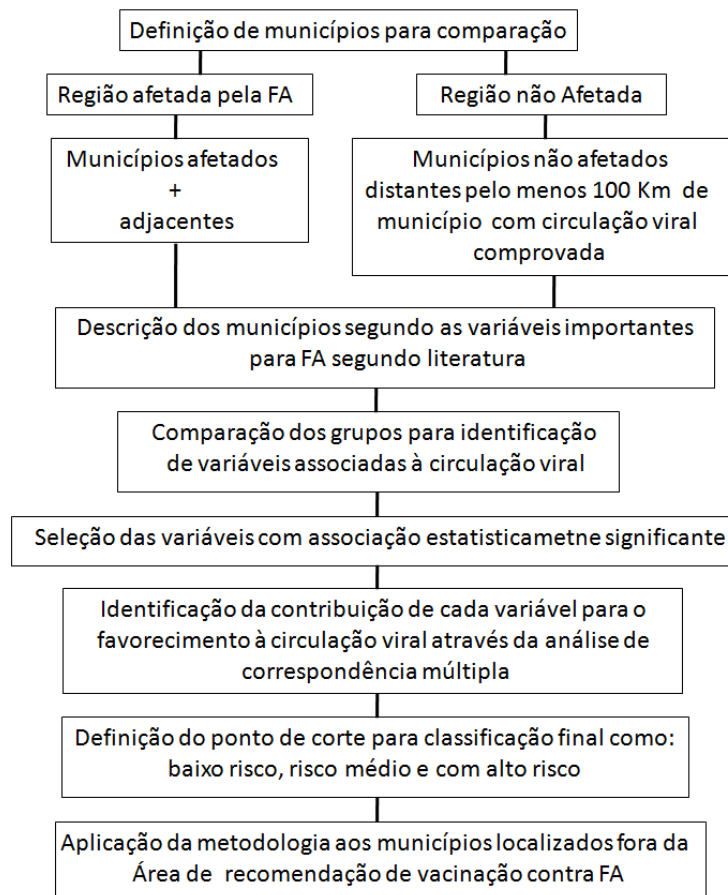 Definição de municípios para comparação
Região afetada pela FA
Região não Afetada
Municípios afetados
+
adjacentes
Municípios não afetados
distantes pelo menos 100 Km de
município com circulação viral
comprovada
Descrição dos municípios segundo as variáveis importantes
para FA segundo literatura
Comparação dos grupos para identificação
de variáveis associadas à circulação viral
Seleção das variáveis com associação estatisticametne significante
Identificação da contribuição de cada variável para o
favorecimento à circulação viral através da análise de
correspondência múltipla
Definição do ponto de corte para classificação final como:
baixo risco, risco médio e com alto risco
Aplicação da metodologia aos municípios localizados fora da
Área de recomendação de vacinação contra FA